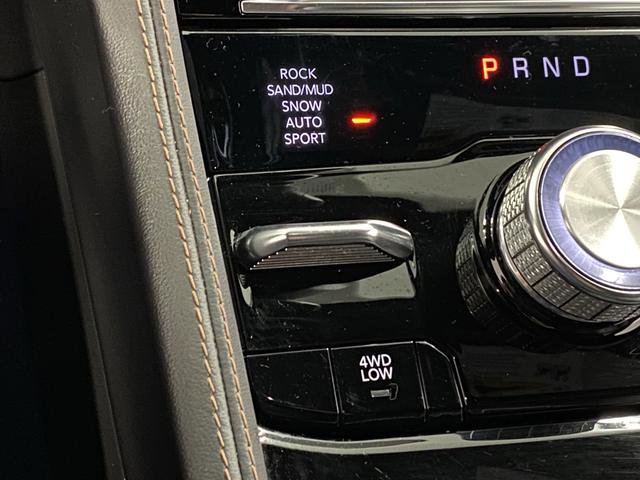 P R N D
ROCK
SAND/MUD
SNOW
AUTO
SPORT
4WD
LOW